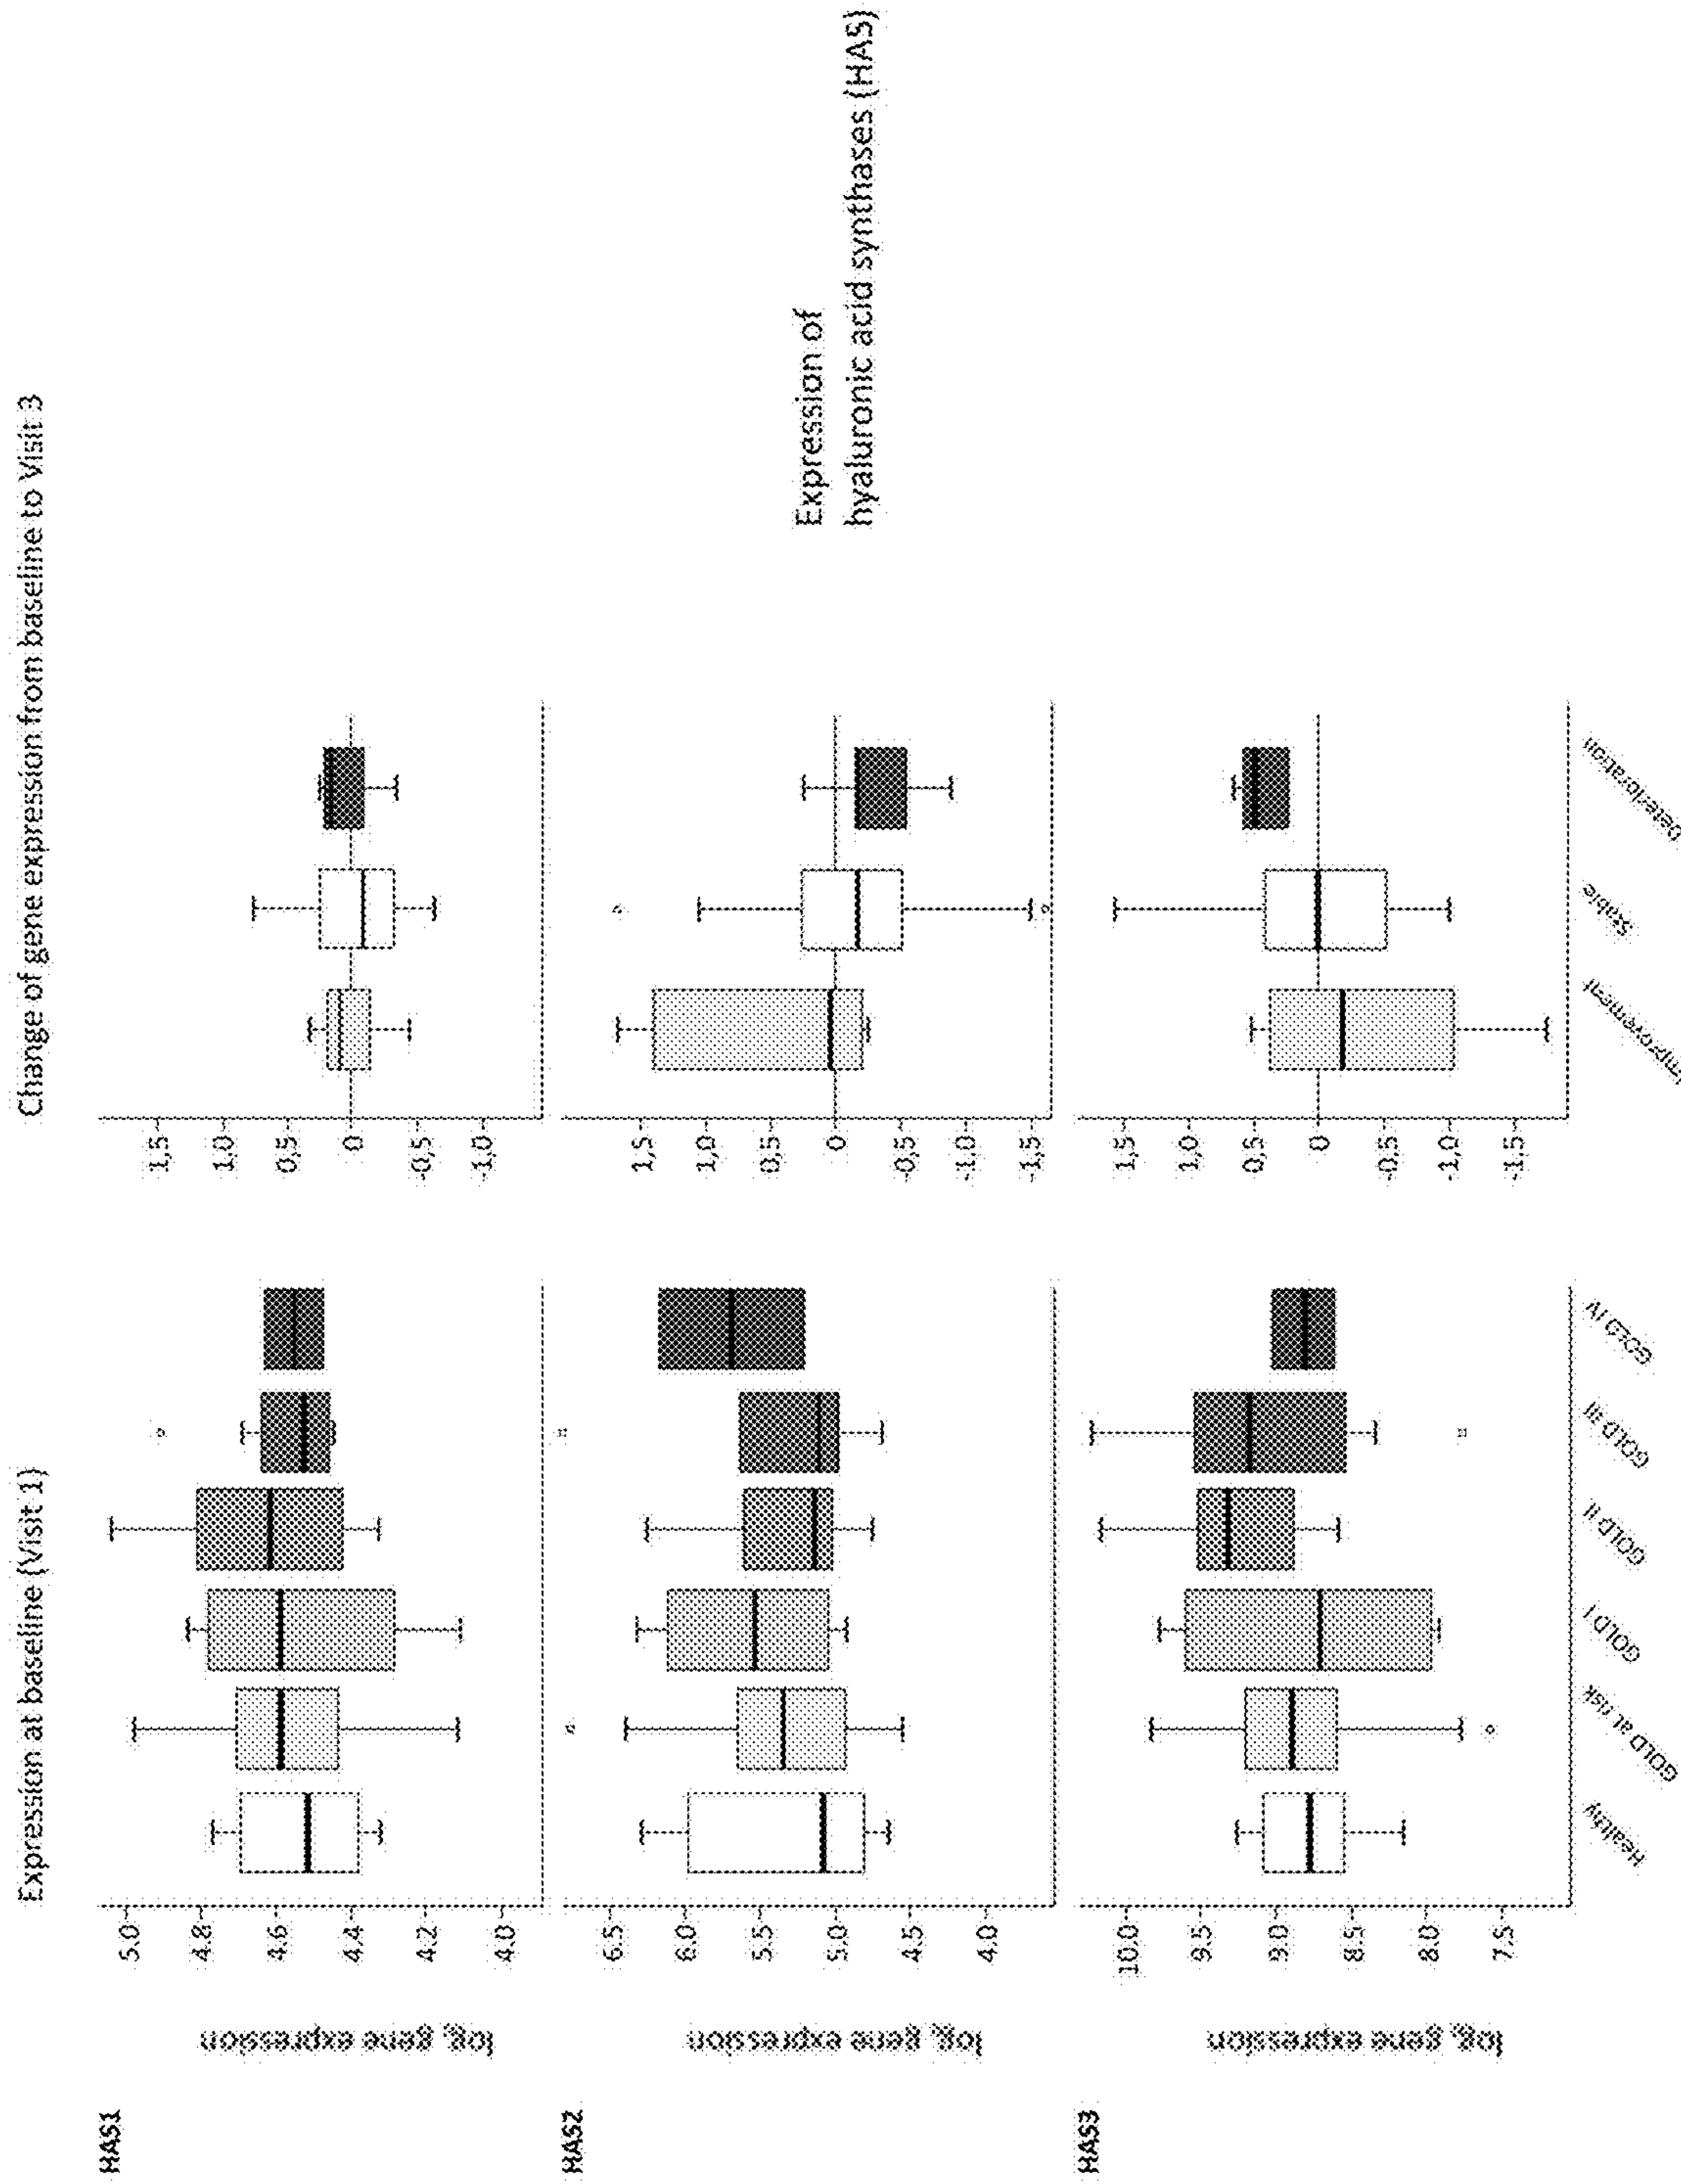 Expression at baseline (Visit 1)
Change of gene expression from baseline to Visit 3
HAS1
log₂ gene expression
5.0
4.8
4.6
4.4
4.2
4.0
1,5
1,0
0,5
0
-0,5
-1,0
HAS2
log₂ gene expression
6.5
6.0
5.5
5.0
4.5
4.0
1,5
1,0
0,5
0
-0,5
-1,0
-1,5
HAS3
log₂ gene expression
10.0
9.5
9.0
8.5
8.0
7.5
1,5
1,0
0,5
0
-0,5
-1,0
-1,5
Healthy
GOLD at risk
GOLD I
GOLD II
GOLD III
GOLD IV
Improvement
Stable
Deterioration
Expression of
hyaluronic acid synthases (HAS)